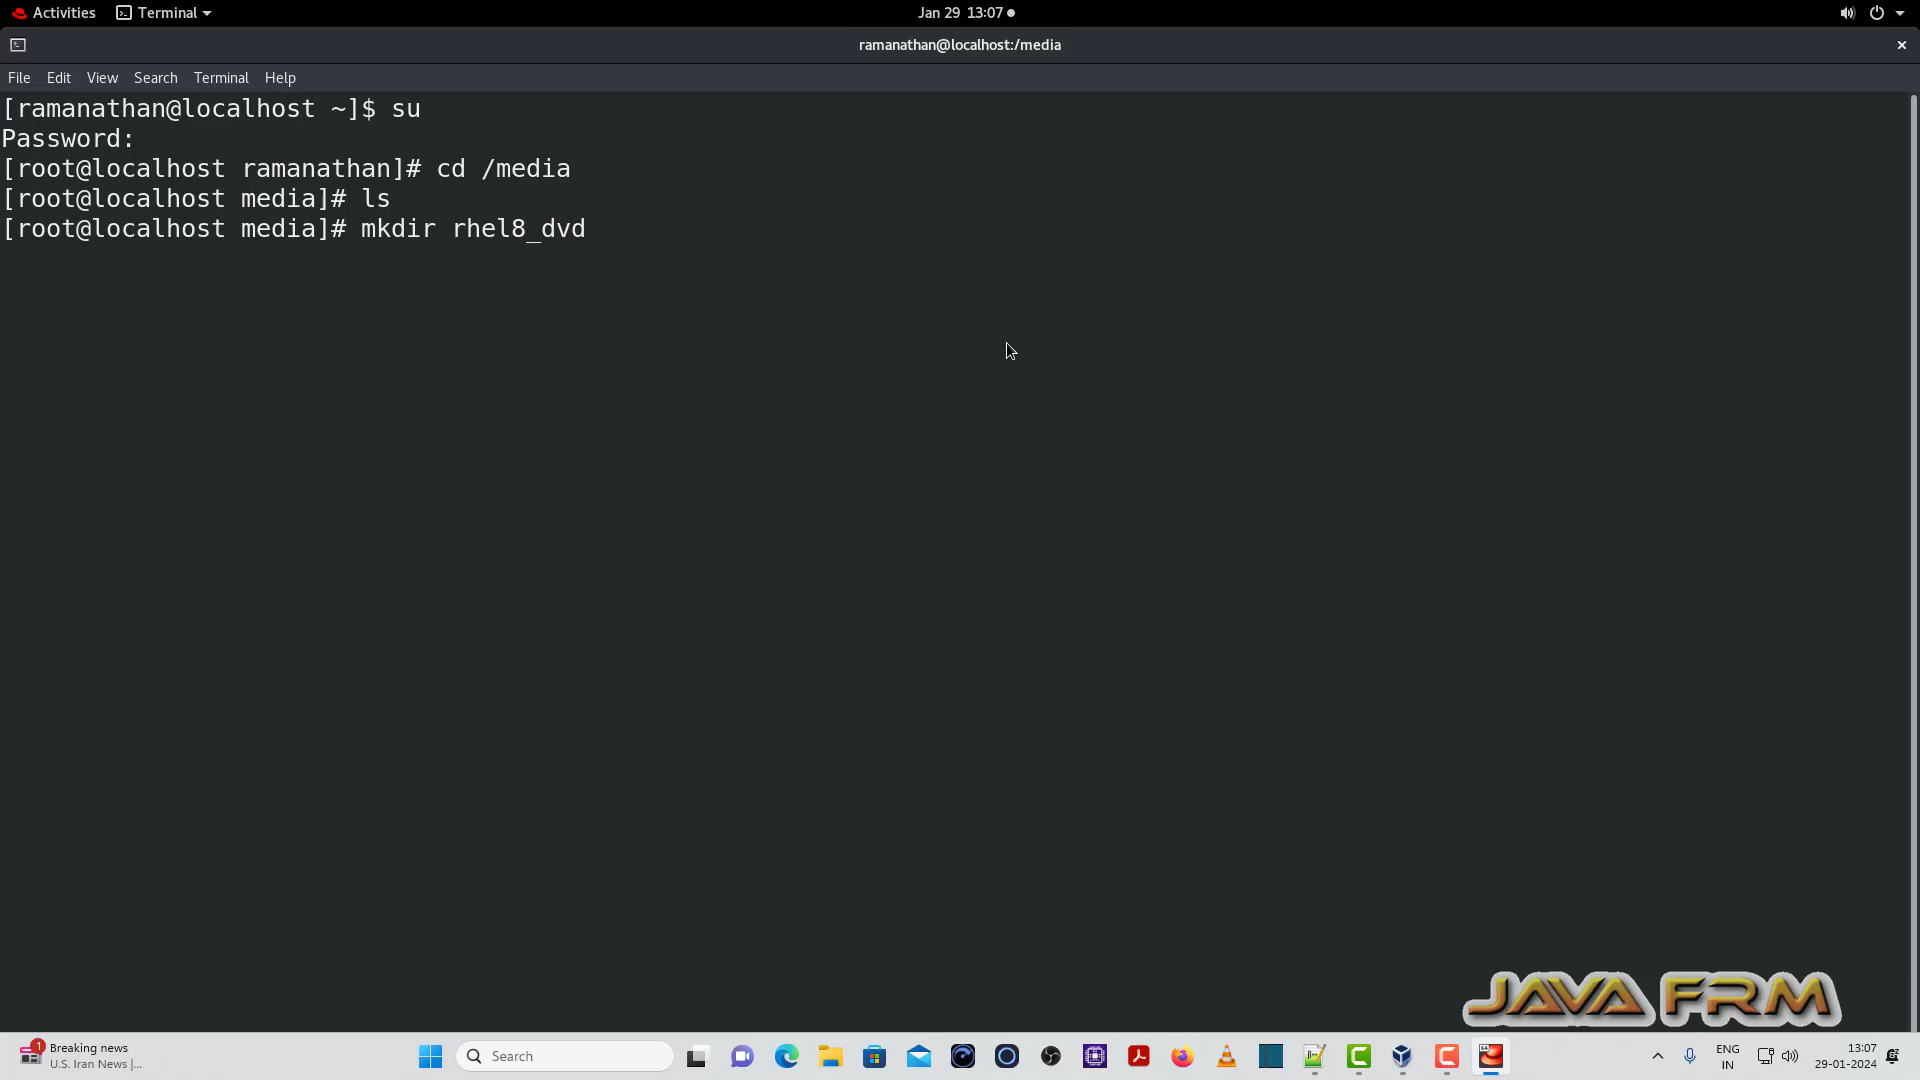 Activities Terminal Jan 29 13:07
ramanathan@localhost:/media
File Edit View Search Terminal Help
[ramanathan@localhost ~]$ su
Password:
[root@localhost ramanathan]# cd /media
[root@localhost media]# ls
[root@localhost media]# mkdir rhel8_dvd
JAVA FRM
1 Breaking news
U.S. Iran News |...
Search
64
ENG
IN
13:07
29-01-2024